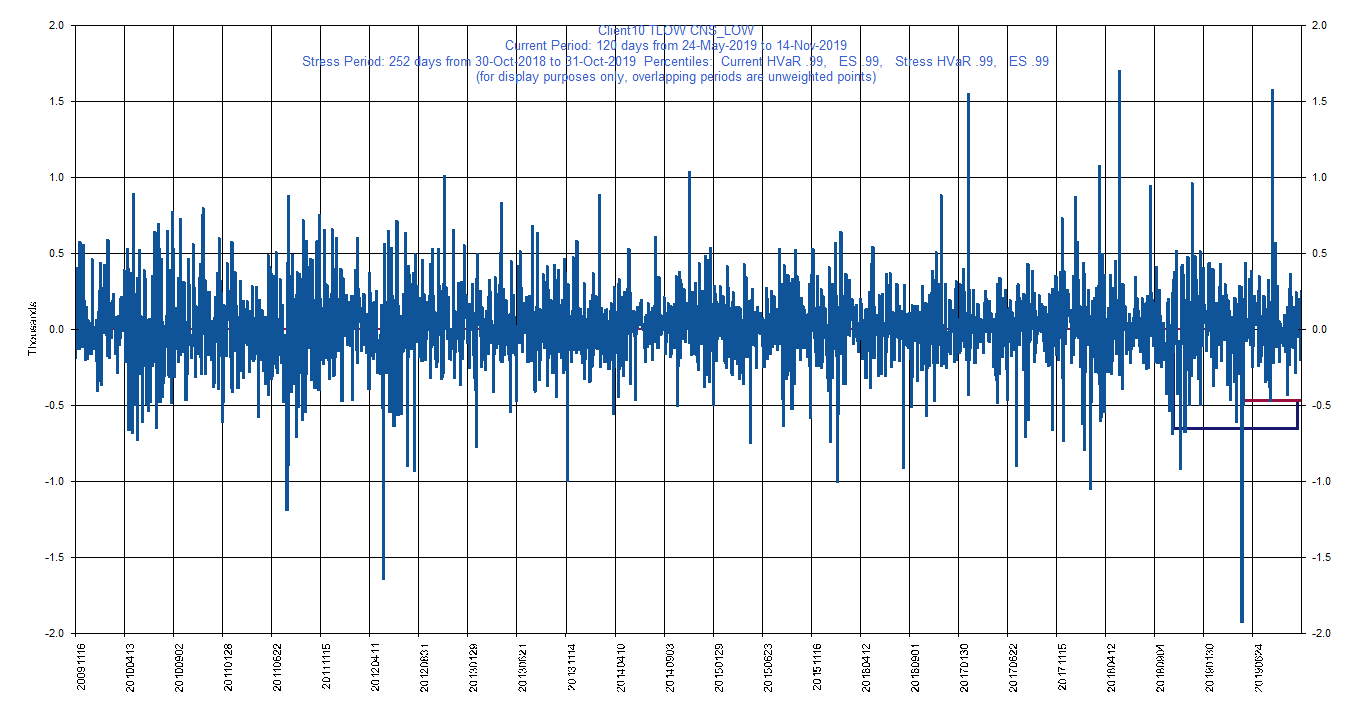 Client10 TLOW CNS_LOW
Current Period: 120 days from 24-May-2019 to 14-Nov-2019
Stress Period: 252 days from 30-Oct-2018 to 31-Oct-2019 Percentiles: Current HVaR .99, ES .99, Stress HVaR .99, ES .99
(for display purposes only, overlapping periods are unweighted points)
2.0 2.0
1.5 1.5
1.0 1.0
0.5 0.5
0.0 0.0
-0.5 -0.5
-1.0 -1.0
-1.5 -1.5
-2.0 -2.0
Thousands
20091116 20100413 20100902 20110128 20110622 20111115 20120411 20120831 20130129 20130621 20131114 20140410 20140903 20150129 20150623 20151116 20160412 20160901 20170130 20170622 20171115 20180412 20180904 20190130 20190624